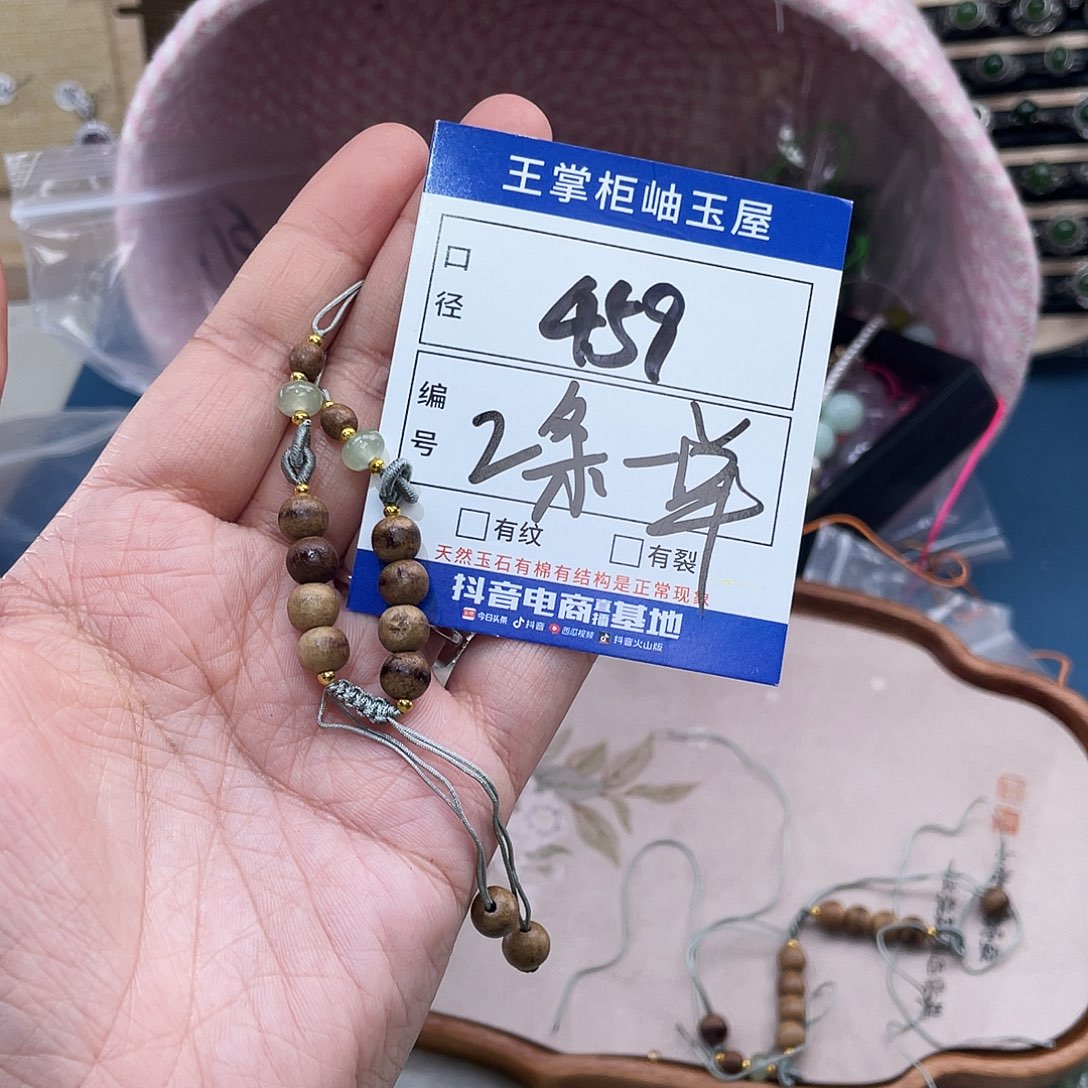 王掌柜岫玉屋
口径
459
编号
2条一单
□有纹 □有裂
天然玉石有棉有结构是正常现象
抖音电商直播基地
今日头条 抖音 西瓜视频 抖音火山版